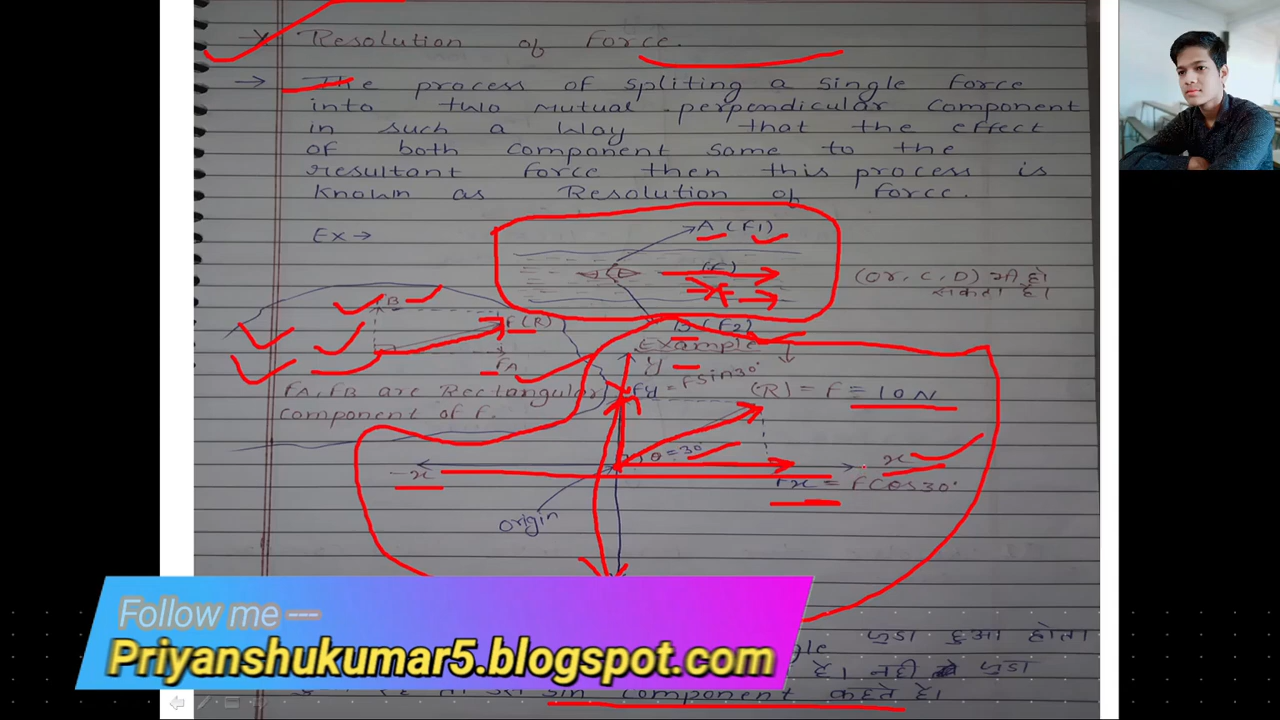 → Resolution of Force.
→ The process of spliting a single force
into two mutual perpendicular component
in such a way that the effect
of both component same to the
resultant force then this process is
known as Resolution of force.
Ex →
A (F1)
(F)
F
(or, C, D) भी हो
सकता है।
B
F(R)
B (F2)
FA
Example
y
Fy = Fsin30°
(R) = F = 10N
FA, FB are Rectangular
component of F.
θ=30°
-x
x
Fx = Fcos30°
origin
जुडा हुआ होता
है। नही जुडा
sin component कहते है।
Follow me ---
Priyanshukumar5.blogspot.com